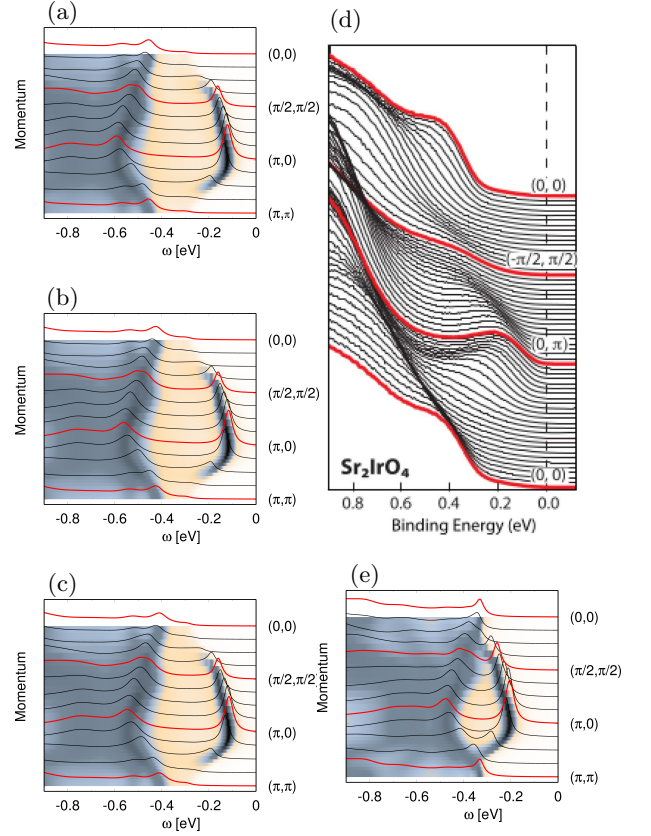 (a)
Momentum
(0,0)
(π/2,π/2)
(π,0)
(π,π)
-0.8 -0.6 -0.4 -0.2 0
ω [eV]
(b)
Momentum
(0,0)
(π/2,π/2)
(π,0)
(π,π)
-0.8 -0.6 -0.4 -0.2 0
ω [eV]
(c)
Momentum
(0,0)
(π/2,π/2)
(π,0)
(π,π)
-0.8 -0.6 -0.4 -0.2 0
ω [eV]
(d)
(0, 0)
(-π/2, π/2)
(0, π)
(0, 0)
Sr₂IrO₄
0.8 0.6 0.4 0.2 0.0
Binding Energy (eV)
(e)
Momentum
(0,0)
(π/2,π/2)
(π,0)
(π,π)
-0.8 -0.6 -0.4 -0.2 0
ω [eV]